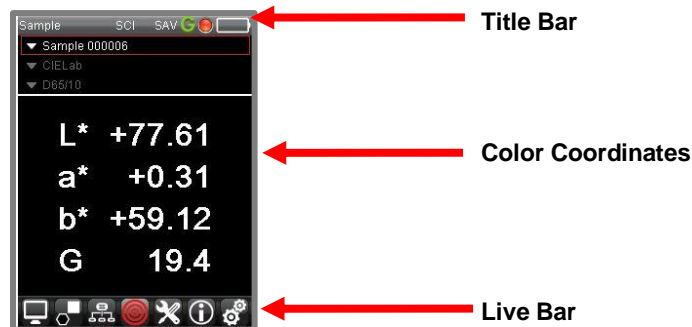 Sample SCI SAV G
Title Bar
Sample 000006
CIELab
D65/10
L* +77.61
a* +0.31
Color Coordinates
b* +59.12
G 19.4
Live Bar